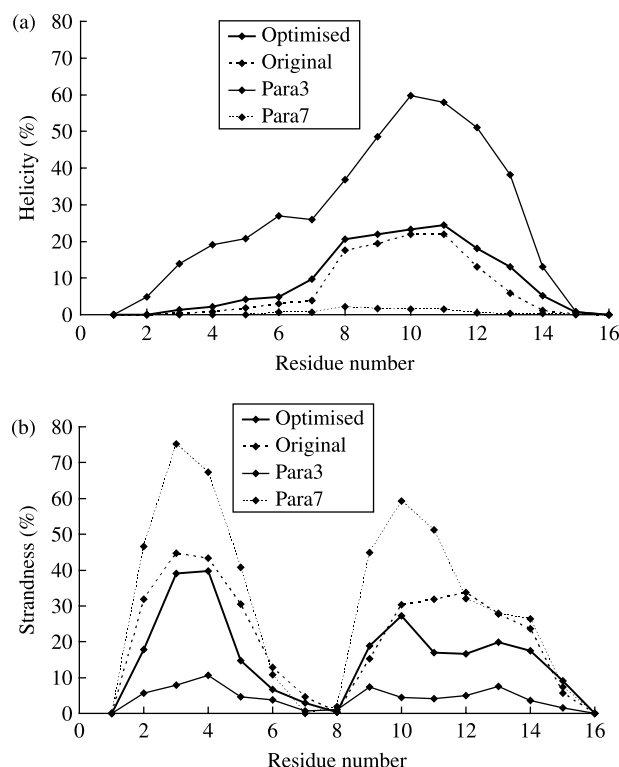 (a)
80
70
60
50
40
30
20
10
0
Helicity (%)
Optimised
Original
Para3
Para7
0 2 4 6 8 10 12 14 16
Residue number
(b)
80
70
60
50
40
30
20
10
0
Strandness (%)
Optimised
Original
Para3
Para7
0 2 4 6 8 10 12 14 16
Residue number